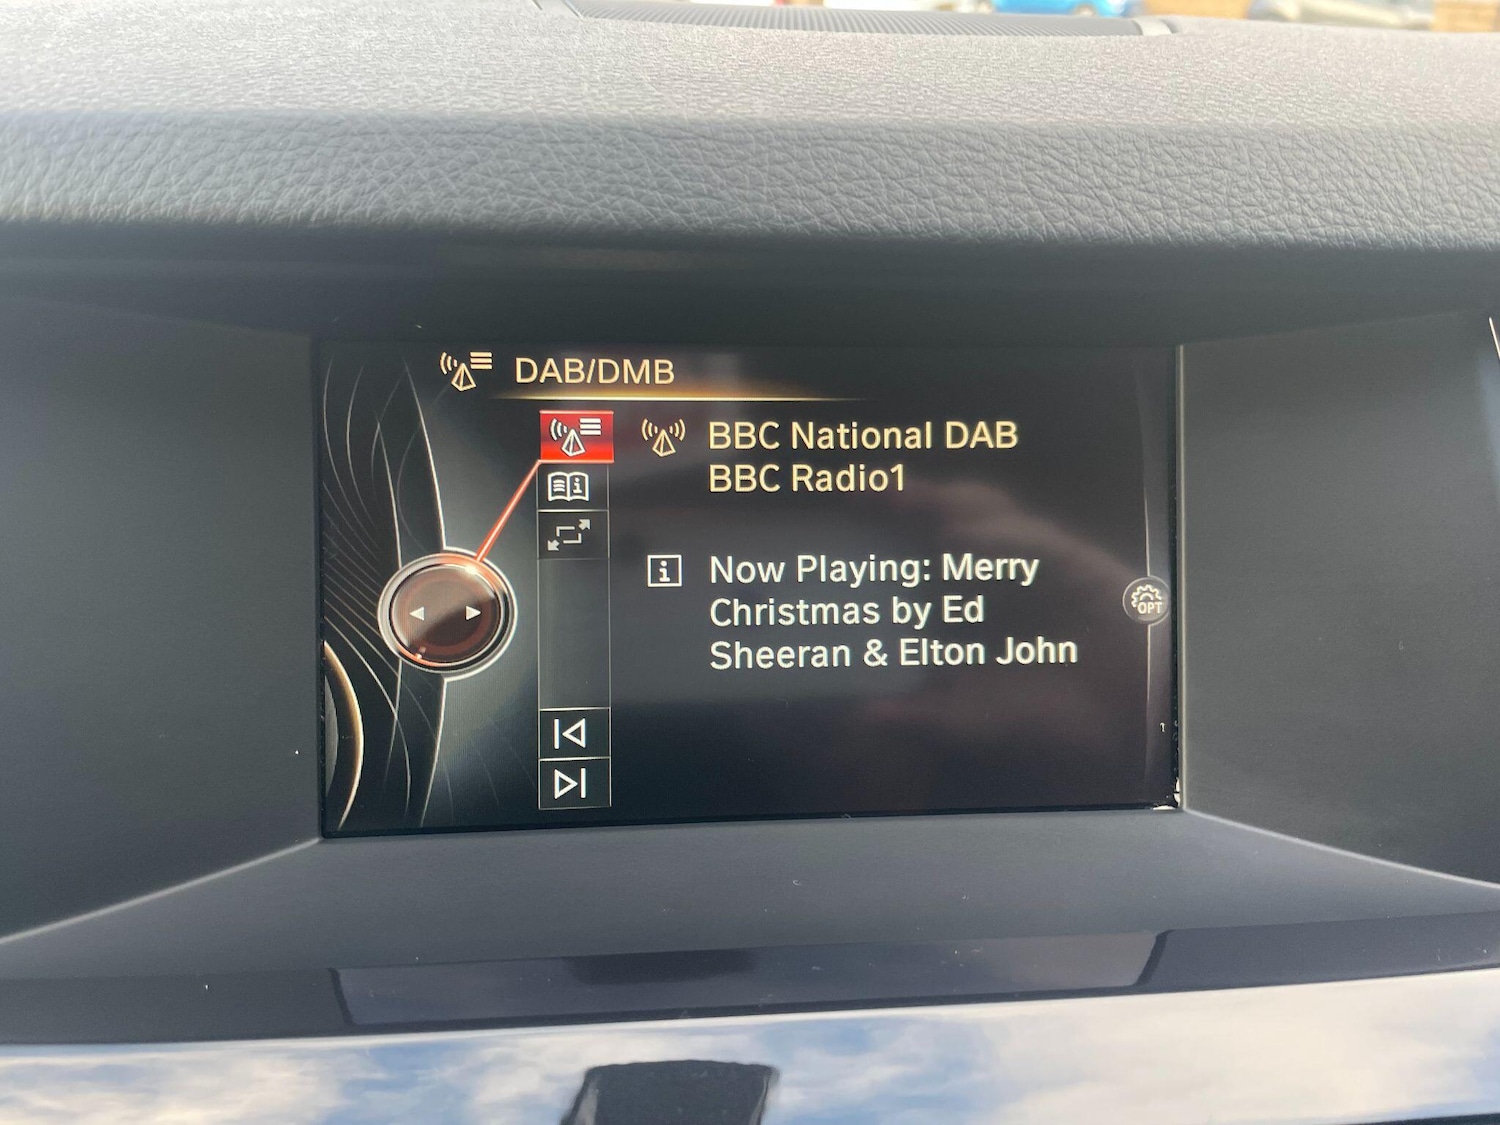 DAB/DMB
BBC National DAB
BBC Radio1
Now Playing: Merry
Christmas by Ed
Sheeran & Elton John
OPT